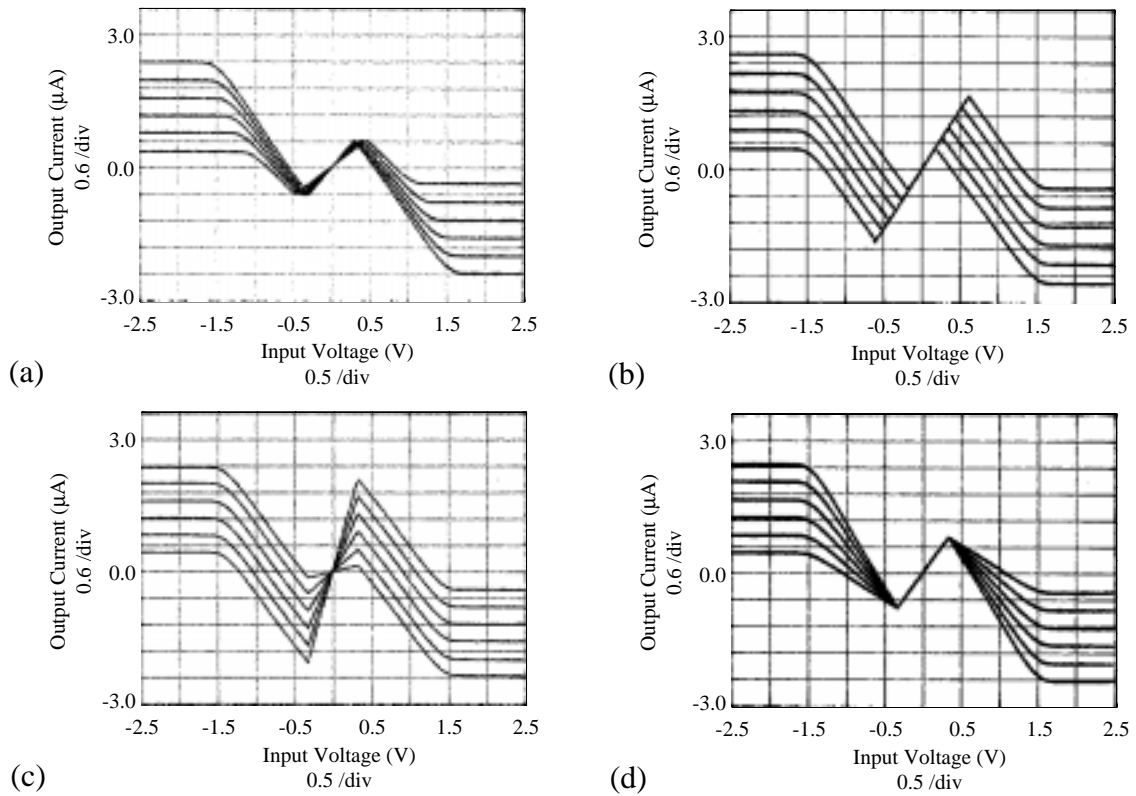 3.0
0.0
-3.0
Output Current (µA)
0.6 /div
-2.5 -1.5 -0.5 0.5 1.5 2.5
Input Voltage (V)
0.5 /div
(a)
3.0
0.0
-3.0
Output Current (µA
0.6 /div
-2.5 -1.5 -0.5 0.5 1.5 2.5
Input Voltage (V)
0.5 /div
(b)
3.0
0.0
-3.0
Output Current (µA)
0.6 /div
-2.5 -1.5 -0.5 0.5 1.5 2.5
Input Voltage (V)
0.5 /div
(c)
3.0
0.0
-3.0
Output Current (µA)
0.6 /div
-2.5 -1.5 -0.5 0.5 1.5 2.5
Input Voltage (V)
0.5 /div
(d)